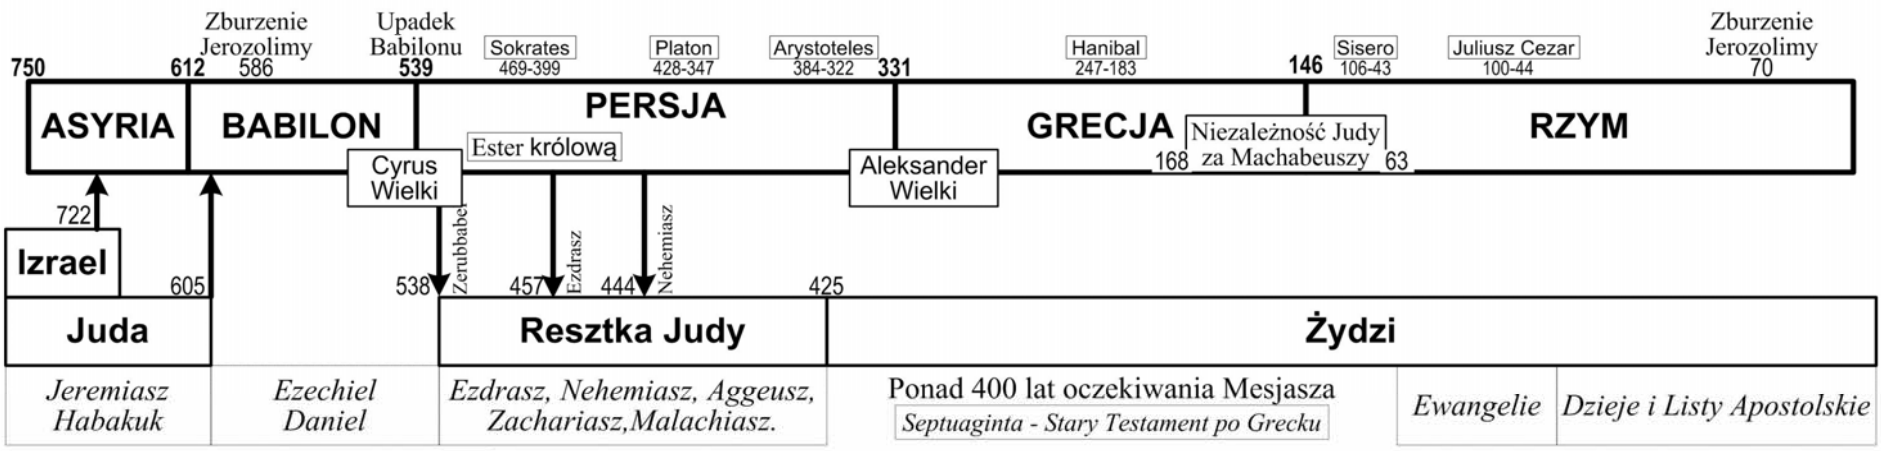 Zburzenie
Jerozolimy
586
Upadek
Babilonu
Sokrates
469-399
Platon
428-347
Arystoteles
384-322
Hanibal
247-183
Sisero
106-43
Juliusz Cezar
100-44
Zburzenie
Jerozolimy
70
750
612
539
331
146
ASYRIA
BABILON
PERSJA
GRECJA
RZYM
Ester królową
Niezależność Judy
168 za Machabeuszy 63
Cyrus
Wielki
Aleksander
Wielki
722
Izrael
605
538
Zerubbabel
457
Ezdrasz
444
Nehemiasz
425
Juda
Resztka Judy
Żydzi
Jeremiasz
Habakuk
Ezechiel
Daniel
Ezdrasz, Nehemiasz, Aggeusz,
Zachariasz,Malachiasz.
Ponad 400 lat oczekiwania Mesjasza
Septuaginta - Stary Testament po Grecku
Ewangelie
Dzieje i Listy Apostolskie